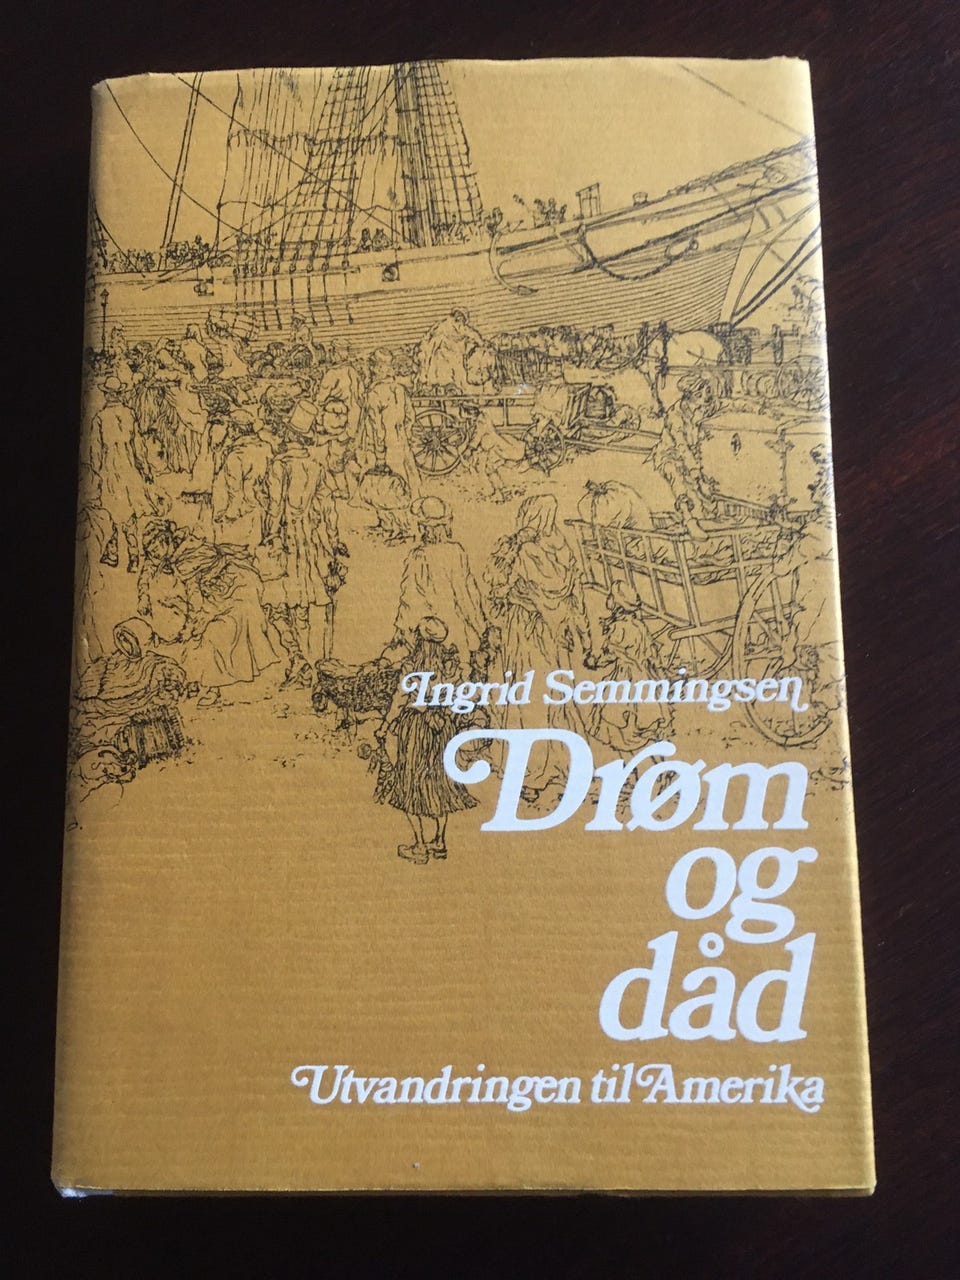 Ingrid Semmingsen
Drøm
og
dåd
Utvandringen til Amerika